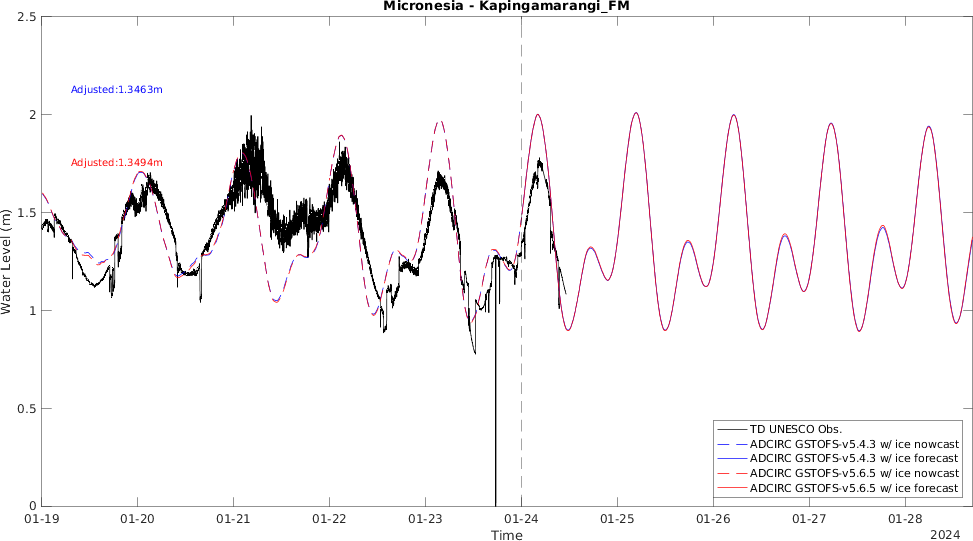 Micronesia - Kapingamarangi_FM
2.5
Adjusted:1.3463m
2
Adjusted:1.3494m
1.5
Water Level (m)
1
0.5
TD UNESCO Obs.
ADCIRC GSTOFS-v5.4.3 w/ ice nowcast
ADCIRC GSTOFS-v5.4.3 w/ ice forecast
ADCIRC GSTOFS-v5.6.5 w/ ice nowcast
ADCIRC GSTOFS-v5.6.5 w/ ice forecast
0
01-19 01-20 01-21 01-22 01-23 01-24 01-25 01-26 01-27 01-28
Time
2024